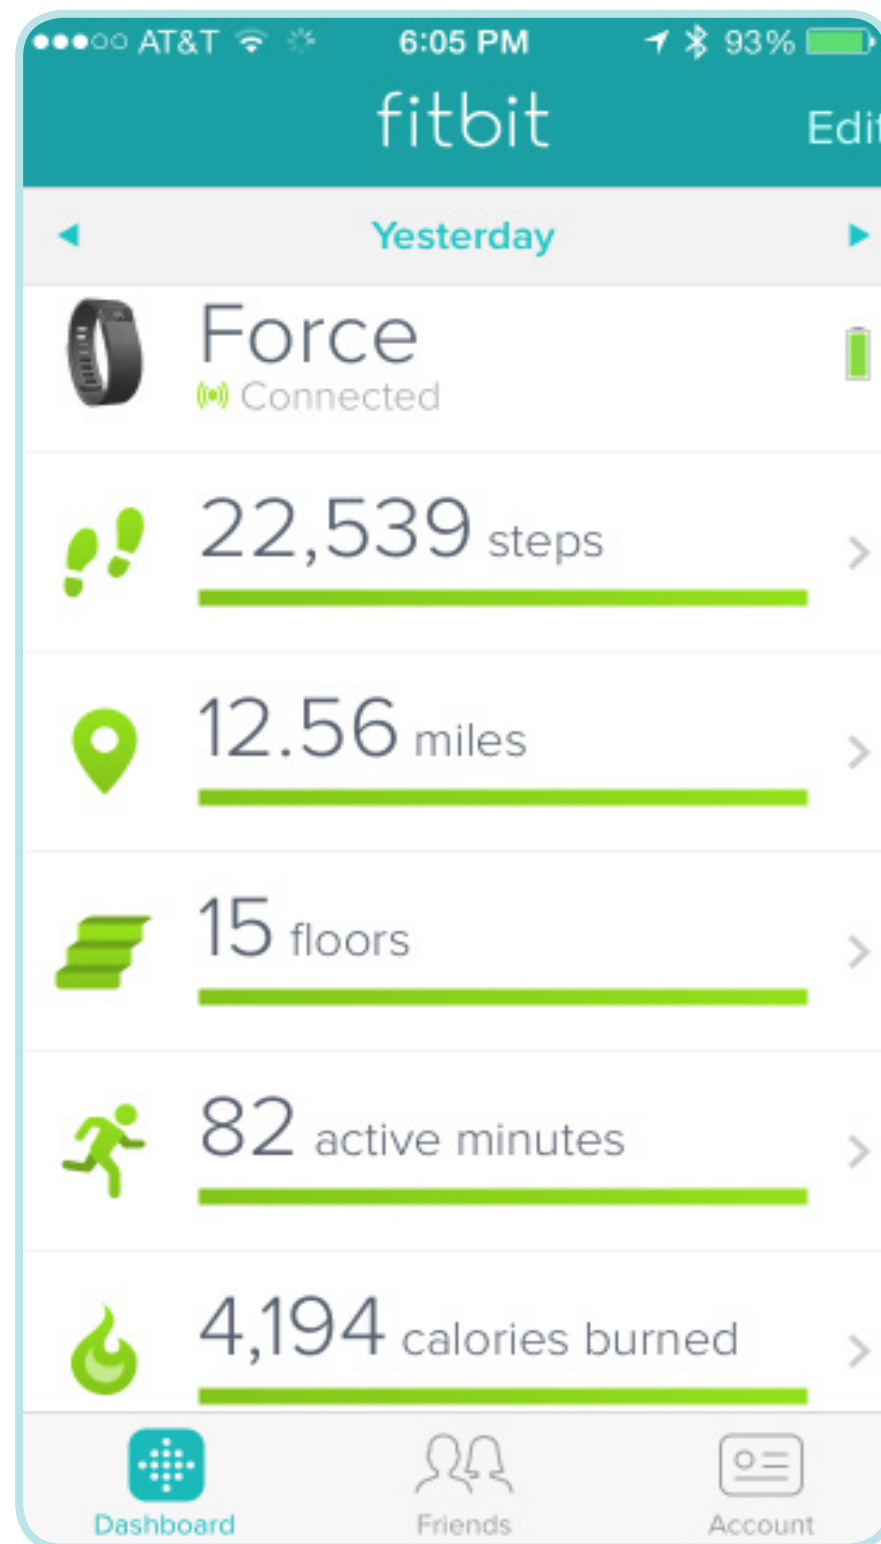 AT&T 6:05 PM 93%
fitbit Edit
Yesterday
Force
Connected
22,539 steps
12.56 miles
15 floors
82 active minutes
4,194 calories burned
Dashboard Friends Account